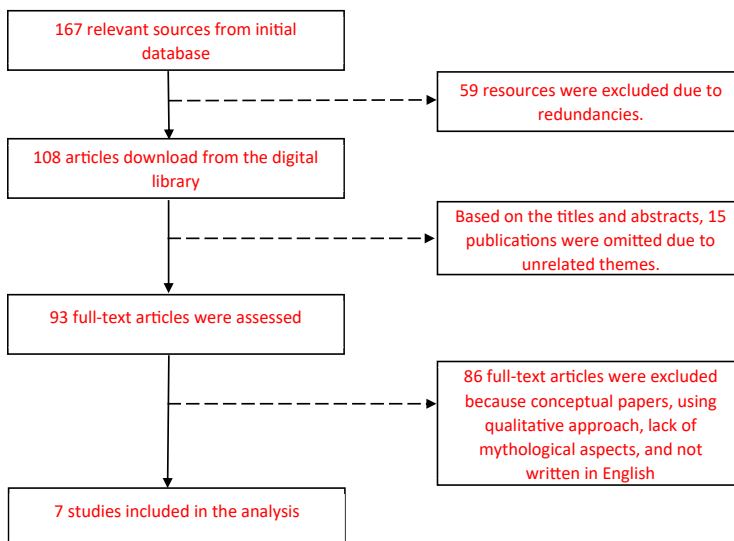 167 relevant sources from initial
database
59 resources were excluded due to
redundancies.
108 articles download from the digital
library
Based on the titles and abstracts, 15
publications were omitted due to
unrelated themes.
93 full-text articles were assessed
86 full-text articles were excluded
because conceptual papers, using
qualitative approach, lack of
mythological aspects, and not
written in English
7 studies included in the analysis